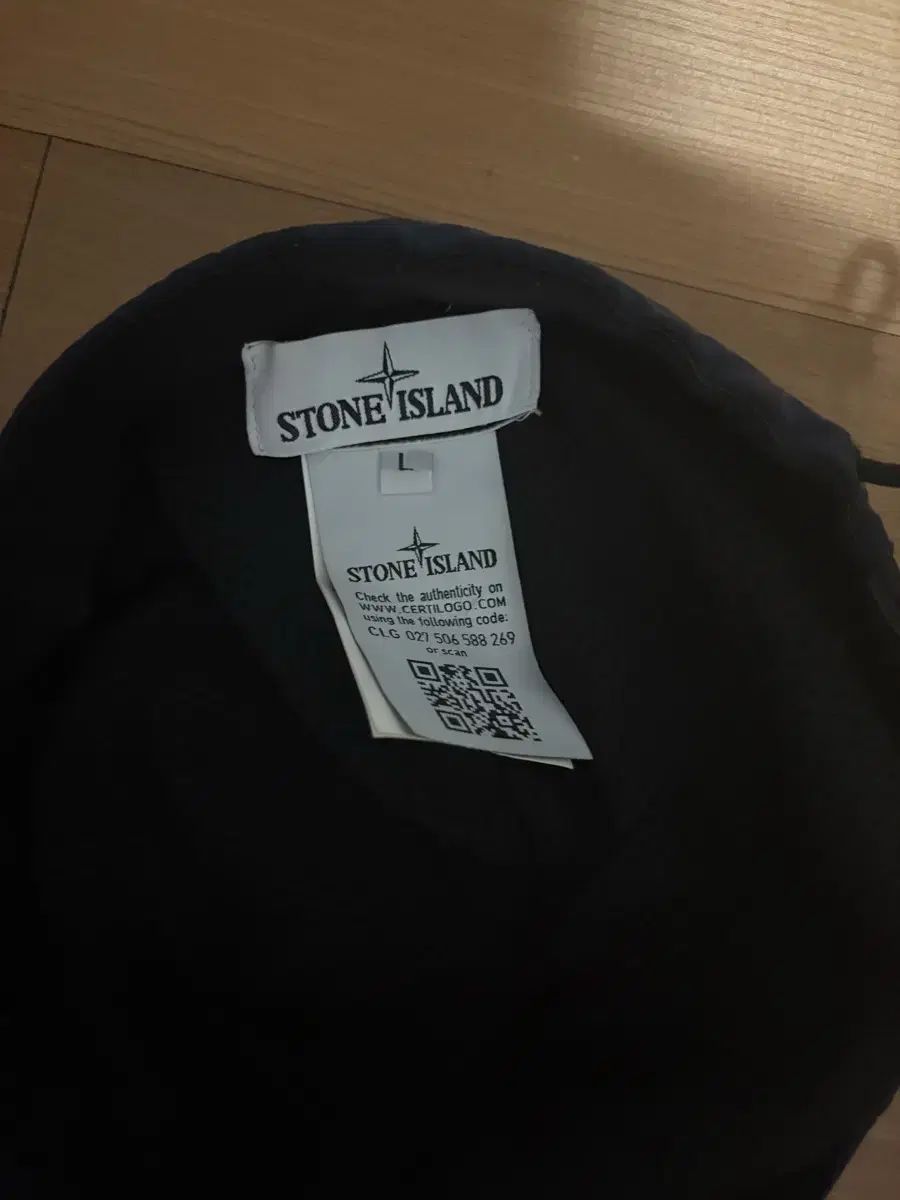 STONE ISLAND
L
STONE ISLAND
Check the authenticity on
WWW.CERTILOGO.COM
using the following code:
CLG 027 506 588 269
or scan